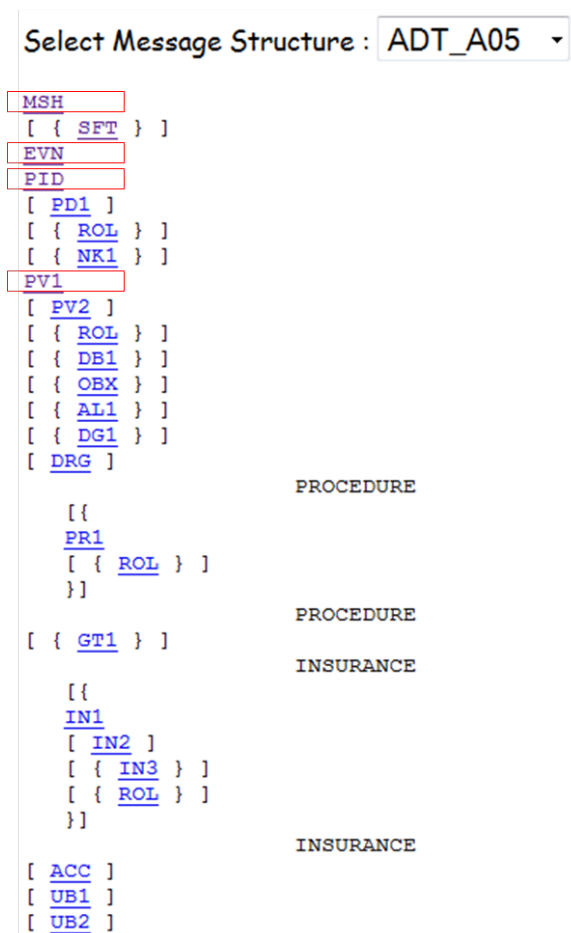 Select Message Structure : ADT_A05
MSH
[ { SFT } ]
EVN
PID
[ PD1 ]
[ { ROL } ]
[ { NK1 } ]
PV1
[ PV2 ]
[ { ROL } ]
[ { DB1 } ]
[ { OBX } ]
[ { AL1 } ]
[ { DG1 } ]
[ DRG ]
PROCEDURE
[{
PR1
[ { ROL } ]
}]
PROCEDURE
[ { GT1 } ]
INSURANCE
[{
IN1
[ IN2 ]
[ { IN3 } ]
[ { ROL } ]
}]
INSURANCE
[ ACC ]
[ UB1 ]
[ UB2 ]